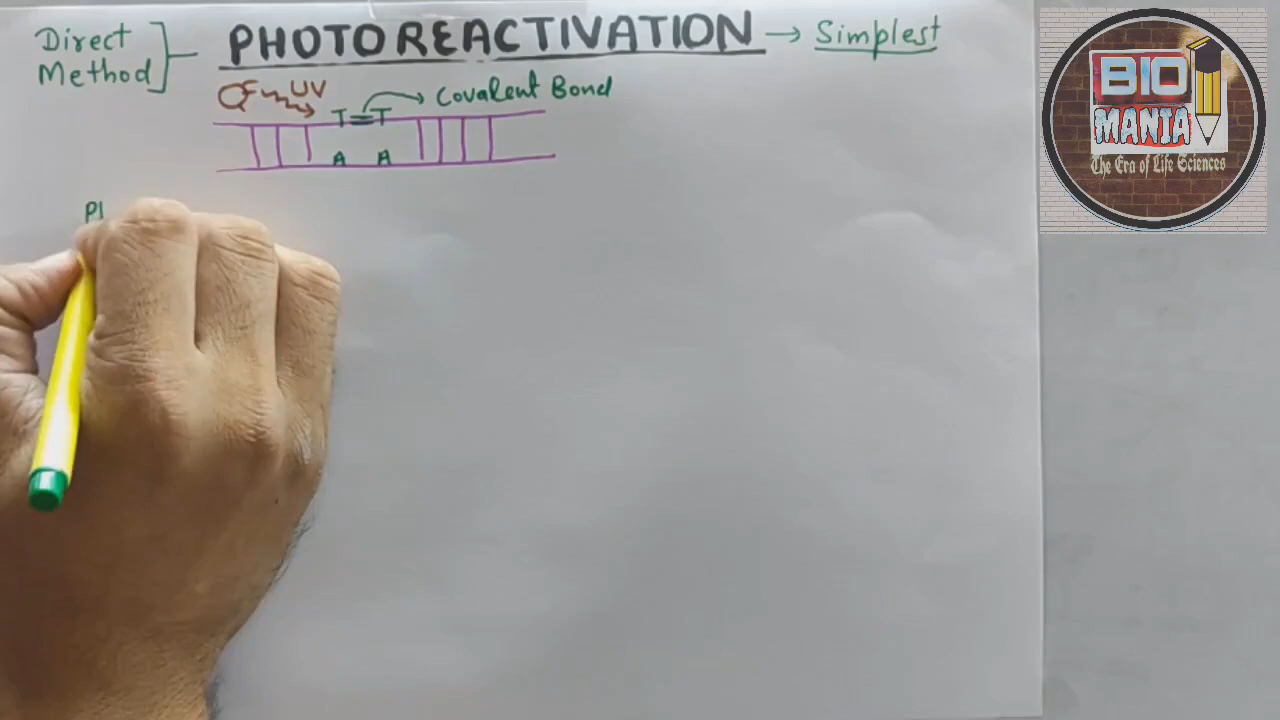 Direct
Method
PHOTOREACTIVATION → Simplest
UV
T = T → Covalent Bond
A A
BIO
MANIA
The Era of Life Sciences